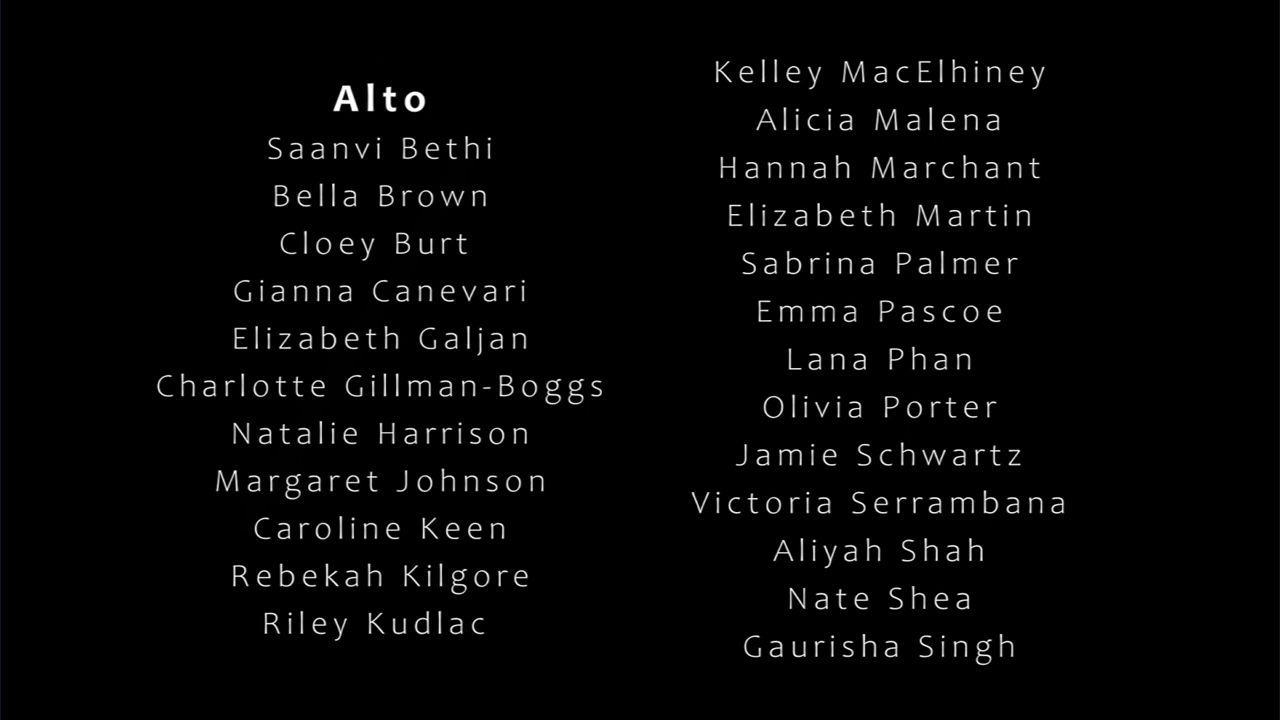 Alto
Saanvi Bethi
Bella Brown
Cloey Burt
Gianna Canevari
Elizabeth Galjan
Charlotte Gillman-Boggs
Natalie Harrison
Margaret Johnson
Caroline Keen
Rebekah Kilgore
Riley Kudlac
Kelley MacElhiney
Alicia Malena
Hannah Marchant
Elizabeth Martin
Sabrina Palmer
Emma Pascoe
Lana Phan
Olivia Porter
Jamie Schwartz
Victoria Serrambana
Aliyah Shah
Nate Shea
Gaurisha Singh